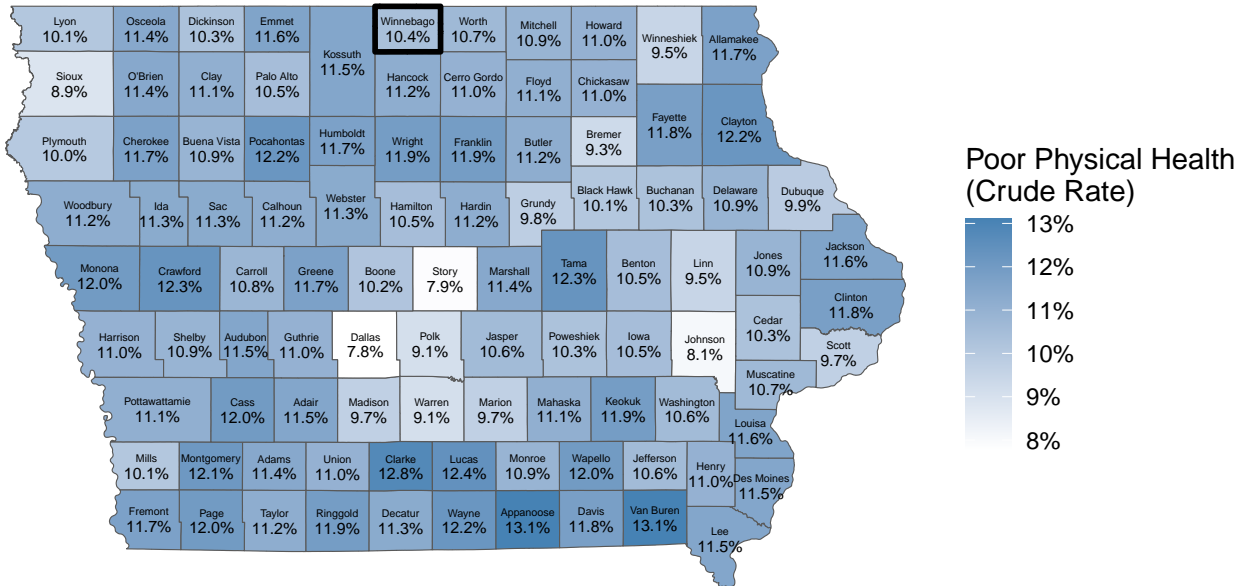 Lyon
10.1%
Osceola
11.4%
Dickinson
10.3%
Emmet
11.6%
Kossuth
11.5%
Winnebago
10.4%
Worth
10.7%
Mitchell
10.9%
Howard
11.0%
Winneshiek
9.5%
Allamakee
11.7%
Sioux
8.9%
O'Brien
11.4%
Clay
11.1%
Palo Alto
10.5%
Hancock
11.2%
Cerro Gordo
11.0%
Floyd
11.1%
Chickasaw
11.0%
Fayette
11.8%
Clayton
12.2%
Plymouth
10.0%
Cherokee
11.7%
Buena Vista
10.9%
Pocahontas
12.2%
Humboldt
11.7%
Wright
11.9%
Franklin
11.9%
Butler
11.2%
Bremer
9.3%
Woodbury
11.2%
Ida
11.3%
Sac
11.3%
Calhoun
11.2%
Webster
11.3%
Hamilton
10.5%
Hardin
11.2%
Grundy
9.8%
Black Hawk
10.1%
Buchanan
10.3%
Delaware
10.9%
Dubuque
9.9%
Monona
12.0%
Crawford
12.3%
Carroll
10.8%
Greene
11.7%
Boone
10.2%
Story
7.9%
Marshall
11.4%
Tama
12.3%
Benton
10.5%
Linn
9.5%
Jones
10.9%
Jackson
11.6%
Clinton
11.8%
Harrison
11.0%
Shelby
10.9%
Audubon
11.5%
Guthrie
11.0%
Dallas
7.8%
Polk
9.1%
Jasper
10.6%
Poweshiek
10.3%
Iowa
10.5%
Johnson
8.1%
Cedar
10.3%
Scott
9.7%
Muscatine
10.7%
Pottawattamie
11.1%
Cass
12.0%
Adair
11.5%
Madison
9.7%
Warren
9.1%
Marion
9.7%
Mahaska
11.1%
Keokuk
11.9%
Washington
10.6%
Louisa
11.6%
Mills
10.1%
Montgomery
12.1%
Adams
11.4%
Union
11.0%
Clarke
12.8%
Lucas
12.4%
Monroe
10.9%
Wapello
12.0%
Jefferson
10.6%
Henry
11.0%
Des Moines
11.5%
Fremont
11.7%
Page
12.0%
Taylor
11.2%
Ringgold
11.9%
Decatur
11.3%
Wayne
12.2%
Appanoose
13.1%
Davis
11.8%
Van Buren
13.1%
Lee
11.5%
Poor Physical Health
(Crude Rate)
13%
12%
11%
10%
9%
8%